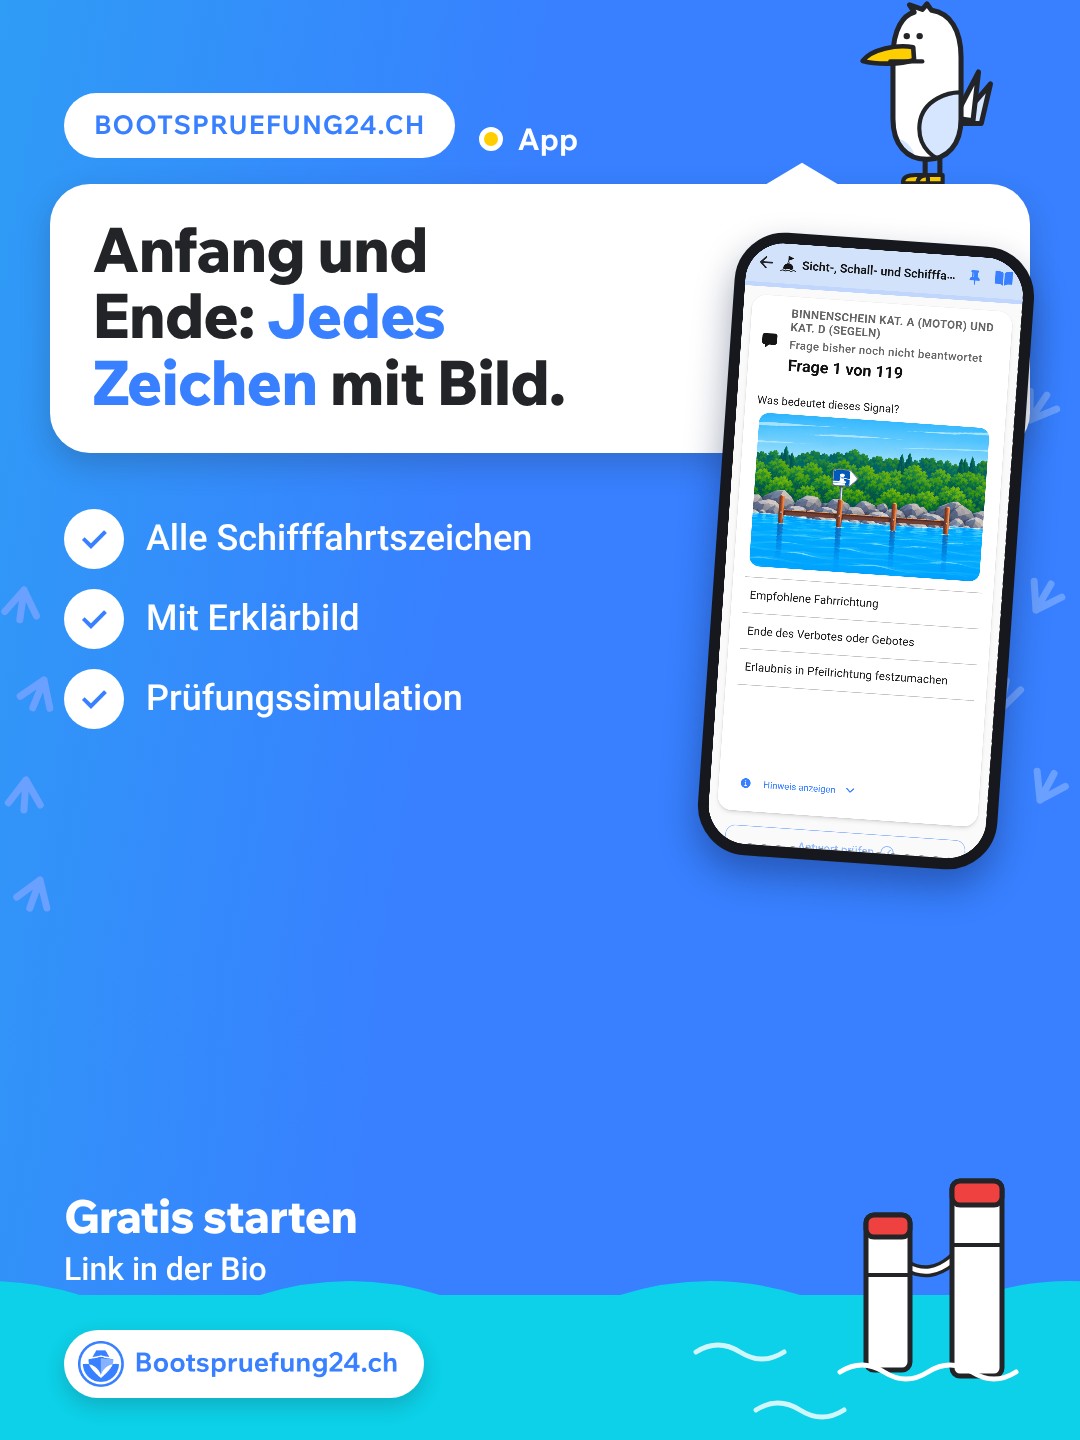 BOOTSPRUEFUNG24.CH
App
Anfang und
Ende: Jedes
Zeichen mit Bild.
Alle Schifffahrtszeichen
Mit Erklärbild
Prüfungssimulation
Sicht-, Schall- und Schifffa...
BINNENSCHEIN KAT. A (MOTOR) UND
KAT. D (SEGELN)
Frage bisher noch nicht beantwortet
Frage 1 von 119
Was bedeutet dieses Signal?
Empfohlene Fahrrichtung
Ende des Verbotes oder Gebotes
Erlaubnis in Pfeilrichtung festzumachen
Hinweis anzeigen
Antwort prüfen
Gratis starten
Link in der Bio
Bootspruefung24.ch